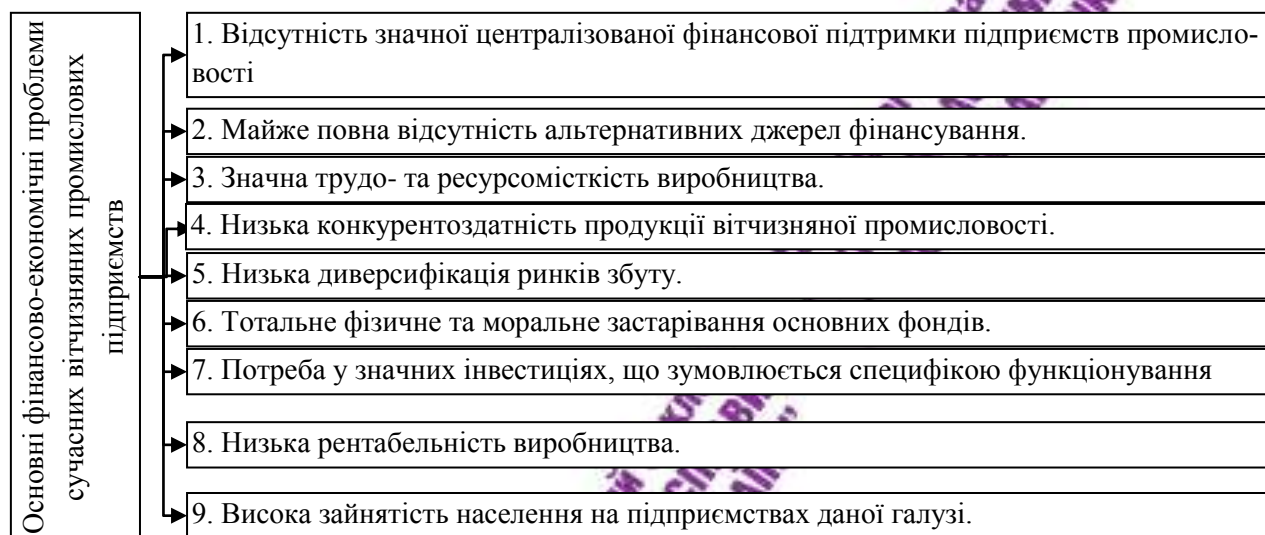 Основні фінансово-економічні проблеми
сучасних вітчизняних промислових
підприємств
1. Відсутність значної централізованої фінансової підтримки підприємств промисло-
вості
2. Майже повна відсутність альтернативних джерел фінансування.
3. Значна трудо- та ресурсомісткість виробництва.
4. Низька конкурентоздатність продукції вітчизняної промисловості.
5. Низька диверсифікація ринків збуту.
6. Тотальне фізичне та моральне застарівання основних фондів.
7. Потреба у значних інвестиціях, що зумовлюється специфікою функціонування
8. Низька рентабельність виробництва.
9. Висока зайнятість населення на підприємствах даної галузі.